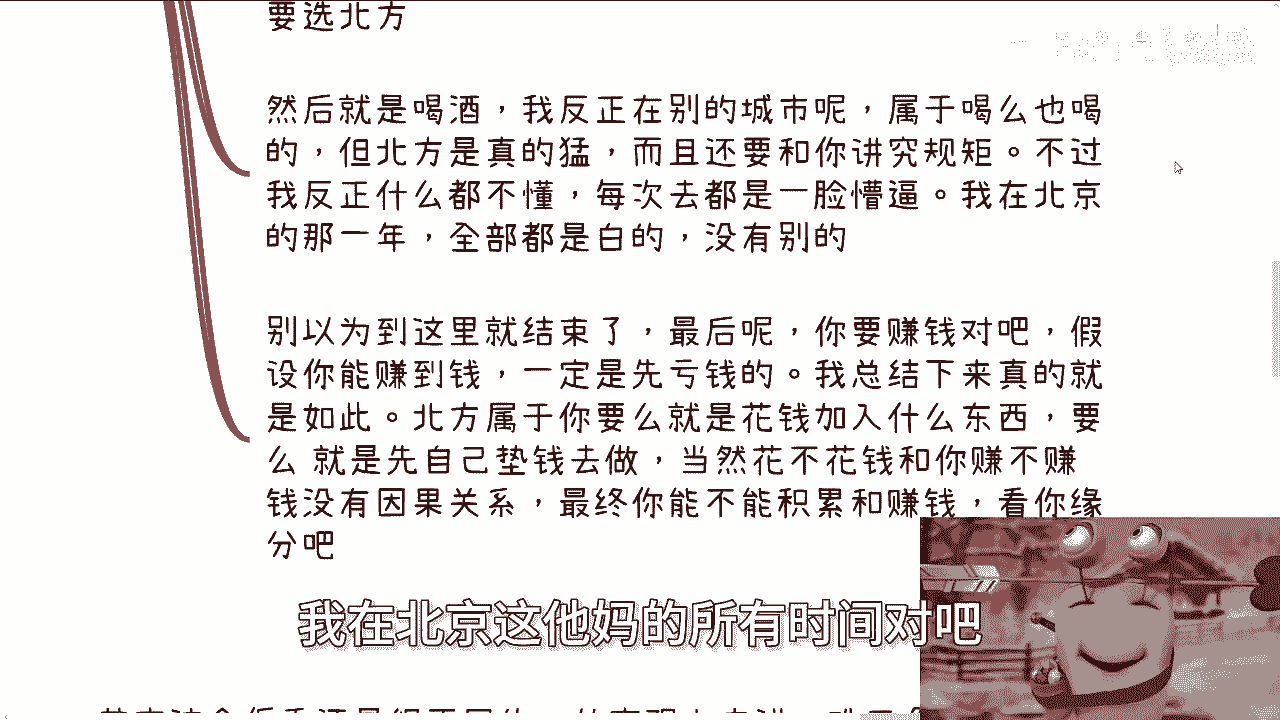 要选北方
然后就是喝酒，我反正在别的城市呢，属于喝么也喝
的，但北方是真的猛，而且还要和你讲究规矩。不过
我反正什么都不懂，每次去都是一脸懵逼。我在北京
的那一年，全部都是白的，没有别的
别以为到这里就结束了，最后呢，你要赚钱对吧，假
设你能赚到钱，一定是先亏钱的。我总结下来真的就
是如此。北方属于你要么就是花钱加入什么东西，要
么 就是先自己垫钱去做，当然花不花钱和你赚不赚
钱没有因果关系，最终你能不能积累和赚钱，看你缘
分吧
我在北京这他妈的所有时间对吧